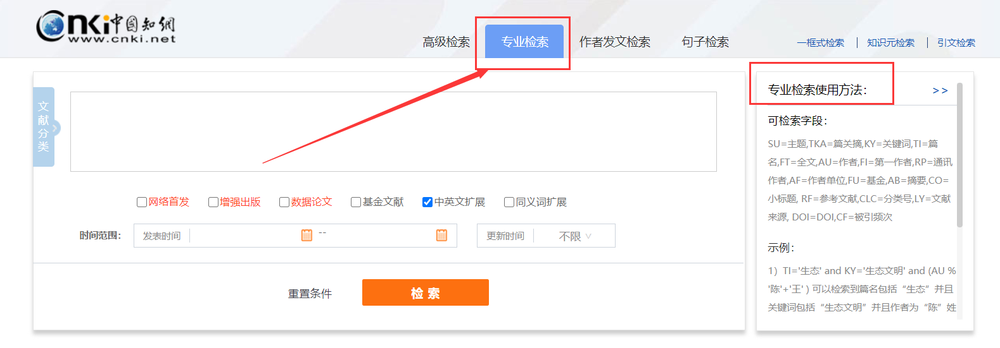 cnki中国知网
www.cnki.net
高级检索 专业检索 作者发文检索 句子检索 一框式检索 | 知识元检索 | 引文检索
文献分类
专业检索使用方法: >>
可检索字段:
SU=主题,TKA=篇关摘,KY=关键词,TI=篇
名,FT=全文,AU=作者,FI=第一作者,RP=通讯
作者,AF=作者单位,FU=基金,AB=摘要,CO=
小标题, RF=参考文献,CLC=分类号,LY=文献
来源, DOI=DOI,CF=被引频次
示例:
1）TI='生态' and KY='生态文明' and (AU %
'陈'+'王' ) 可以检索到篇名包括“生态”并且
关键词包括“生态文明”并且作者为“陈”姓
网络首发 增强出版 数据论文 基金文献 中英文扩展 同义词扩展
时间范围: 发表时间 -- 更新时间 不限
重置条件 检索